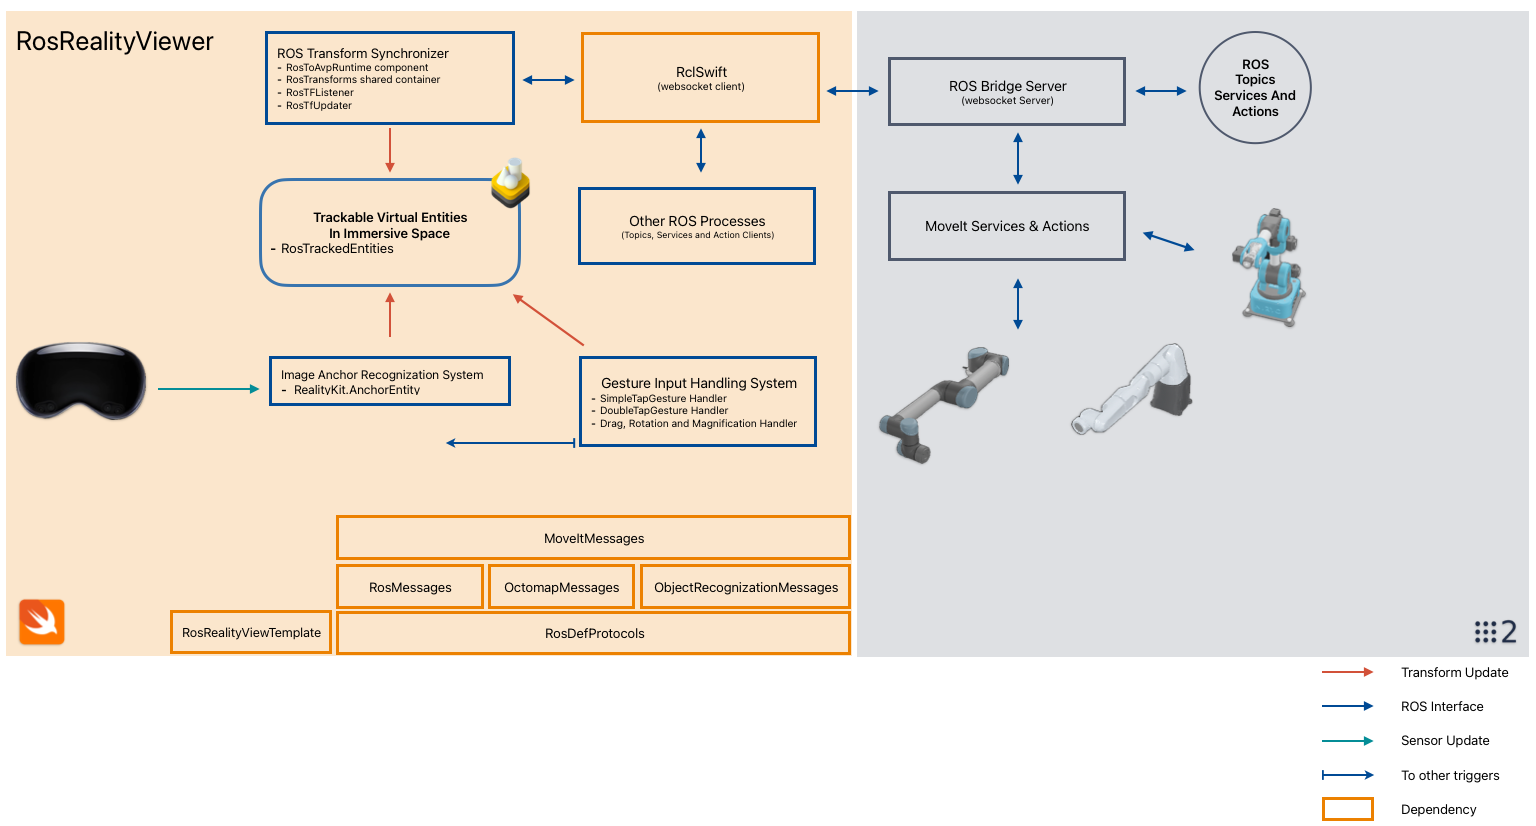 RosRealityViewer
ROS Transform Synchronizer
- RosToAvpRuntime component
- RosTransforms shared container
- RosTFListener
- RosTfUpdater
RclSwift
(websocket client)
ROS Bridge Server
(websocket Server)
ROS
Topics
Services And
Actions
Trackable Virtual Entities
In Immersive Space
- RosTrackedEntities
Other ROS Processes
(Topics, Services and Action Clients)
MoveIt Services & Actions
Image Anchor Recognization System
- RealityKit.AnchorEntity
Gesture Input Handling System
- SimpleTapGesture Handler
- DoubleTapGesture Handler
- Drag, Rotation and Magnification Handler
MoveItMessages
RosMessages
OctomapMessages
ObjectRecognizationMessages
RosRealityViewTemplate
RosDefProtocols
2
Transform Update
ROS Interface
Sensor Update
To other triggers
Dependency